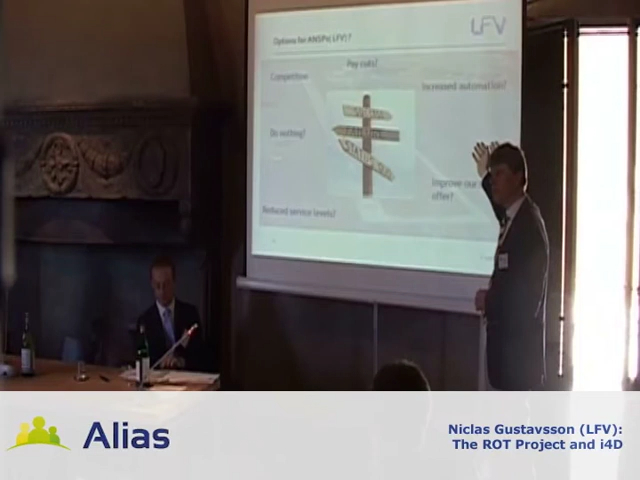 LFV
Options for ANSPs (LFV)?
Pay cuts?
Competition
Increased automation?
Do nothing?
Improve our
offer?
Reduced service levels?
Alias
Niclas Gustavsson (LFV):
The ROT Project and i4D